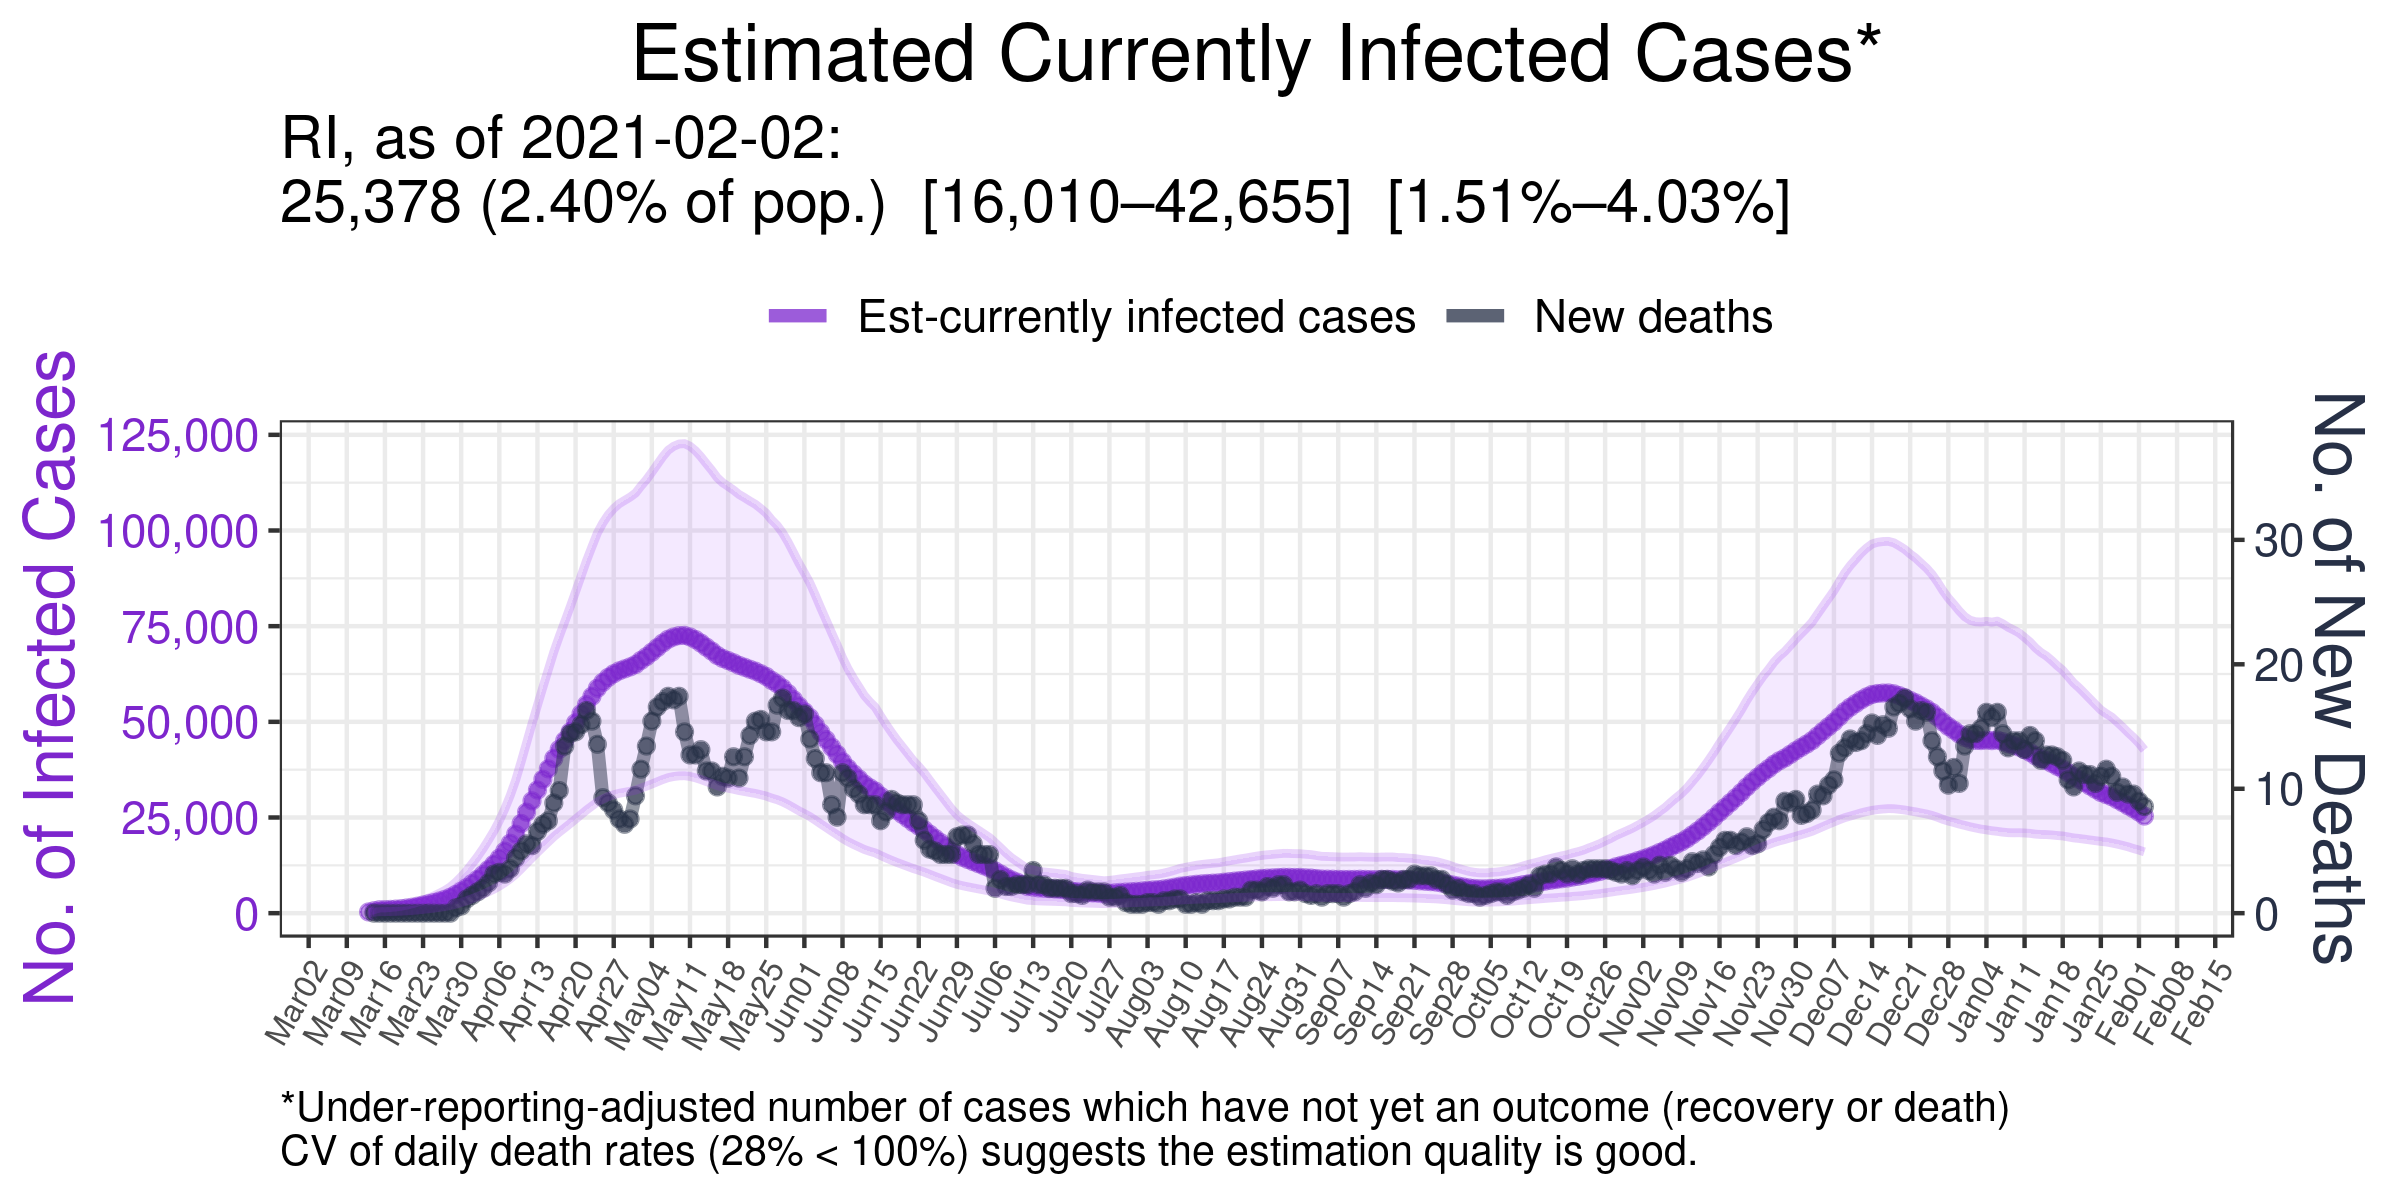 Estimated Currently Infected Cases*
RI, as of 2021-02-02:
25,378 (2.40% of pop.) [16,010–42,655] [1.51%–4.03%]
Est-currently infected cases
New deaths
No. of Infected Cases
125,000
100,000
75,000
50,000
25,000
0
No. of New Deaths
30
20
10
0
Mar02
Mar09
Mar16
Mar23
Mar30
Apr06
Apr13
Apr20
Apr27
May04
May11
May18
May25
Jun01
Jun08
Jun15
Jun22
Jun29
Jul06
Jul13
Jul20
Jul27
Aug03
Aug10
Aug17
Aug24
Aug31
Sep07
Sep14
Sep21
Sep28
Oct05
Oct12
Oct19
Oct26
Nov02
Nov09
Nov16
Nov23
Nov30
Dec07
Dec14
Dec21
Dec28
Jan04
Jan11
Jan18
Jan25
Feb01
Feb08
Feb15
*Under-reporting-adjusted number of cases which have not yet an outcome (recovery or death)
CV of daily death rates (28% < 100%) suggests the estimation quality is good.